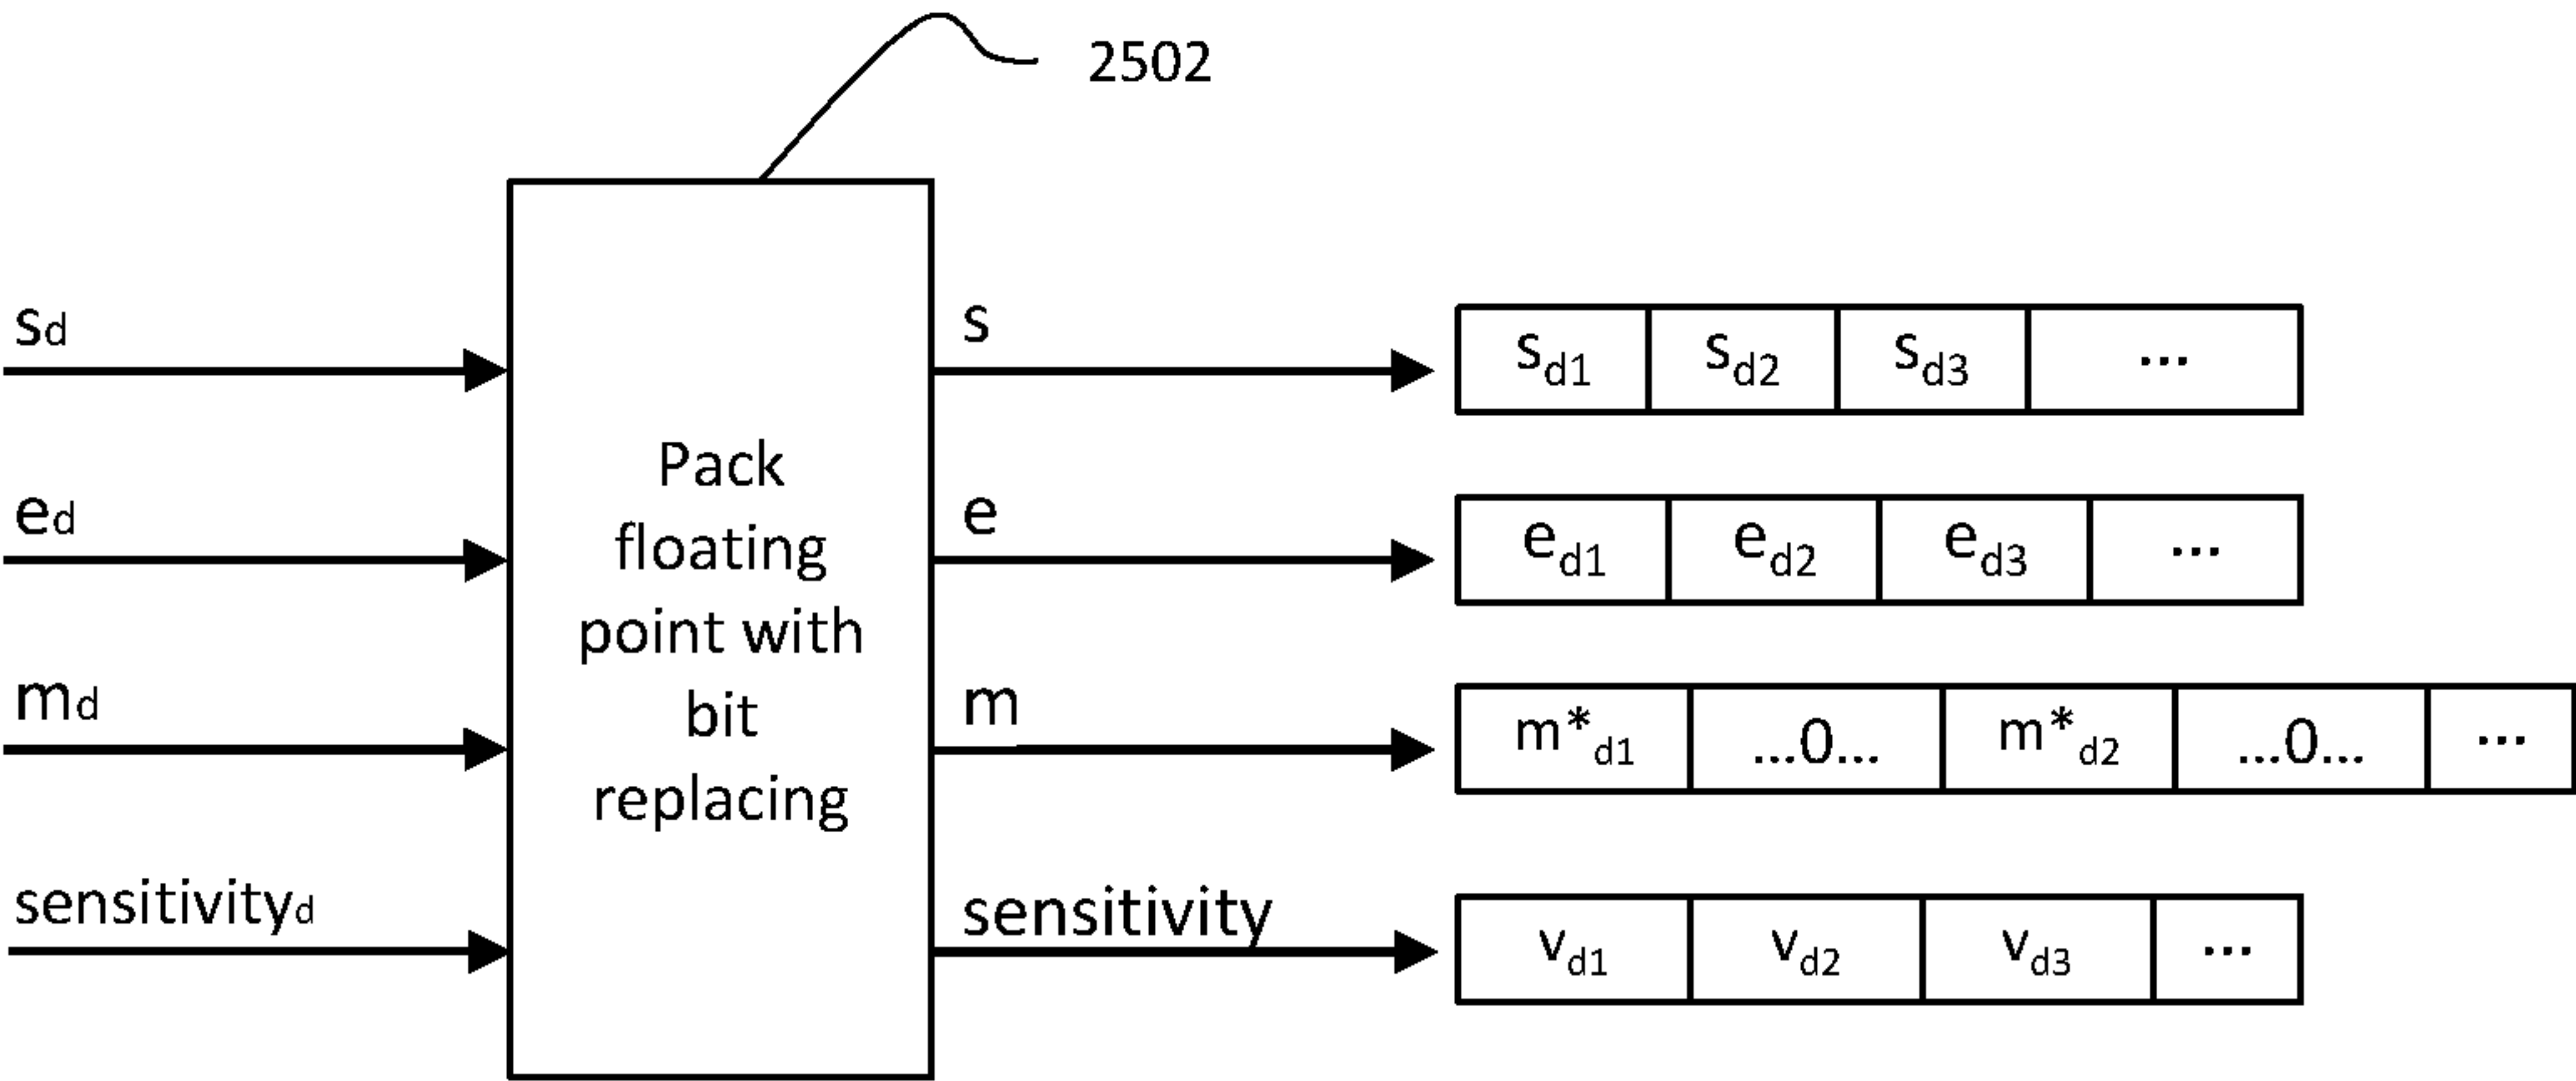 2502
sd s sd1 sd2 sd3 ...
ed e ed1 ed2 ed3 ...
md m m*d1 ...0... m*d2 ...0... ...
sensitivityd sensitivity vd1 vd2 vd3 ...
Pack
floating
point with
bit
replacing